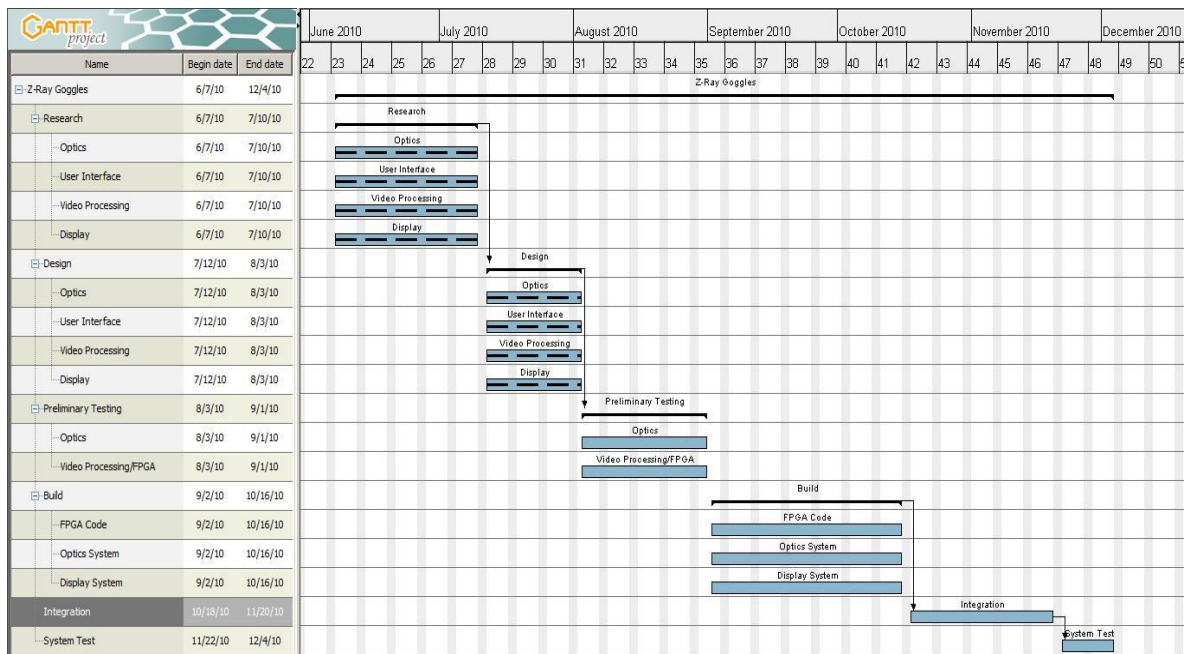 GANTT project
June 2010 July 2010 August 2010 September 2010 October 2010 November 2010 December 2010
Name Begin date End date 22 23 24 25 26 27 28 29 30 31 32 33 34 35 36 37 38 39 40 41 42 43 44 45 46 47 48 49 50
Z-Ray Goggles 6/7/10 12/4/10 Z-Ray Goggles
Research 6/7/10 7/10/10 Research
Optics 6/7/10 7/10/10 Optics
User Interface 6/7/10 7/10/10 User Interface
Video Processing 6/7/10 7/10/10 Video Processing
Display 6/7/10 7/10/10 Display
Design 7/12/10 8/3/10 Design
Optics 7/12/10 8/3/10 Optics
User Interface 7/12/10 8/3/10 User Interface
Video Processing 7/12/10 8/3/10 Video Processing
Display 7/12/10 8/3/10 Display
Preliminary Testing 8/3/10 9/1/10 Preliminary Testing
Optics 8/3/10 9/1/10 Optics
Video Processing/FPGA 8/3/10 9/1/10 Video Processing/FPGA
Build 9/2/10 10/16/10 Build
FPGA Code 9/2/10 10/16/10 FPGA Code
Optics System 9/2/10 10/16/10 Optics System
Display System 9/2/10 10/16/10 Display System
Integration 10/18/10 11/20/10 Integration
System Test 11/22/10 12/4/10 System Test